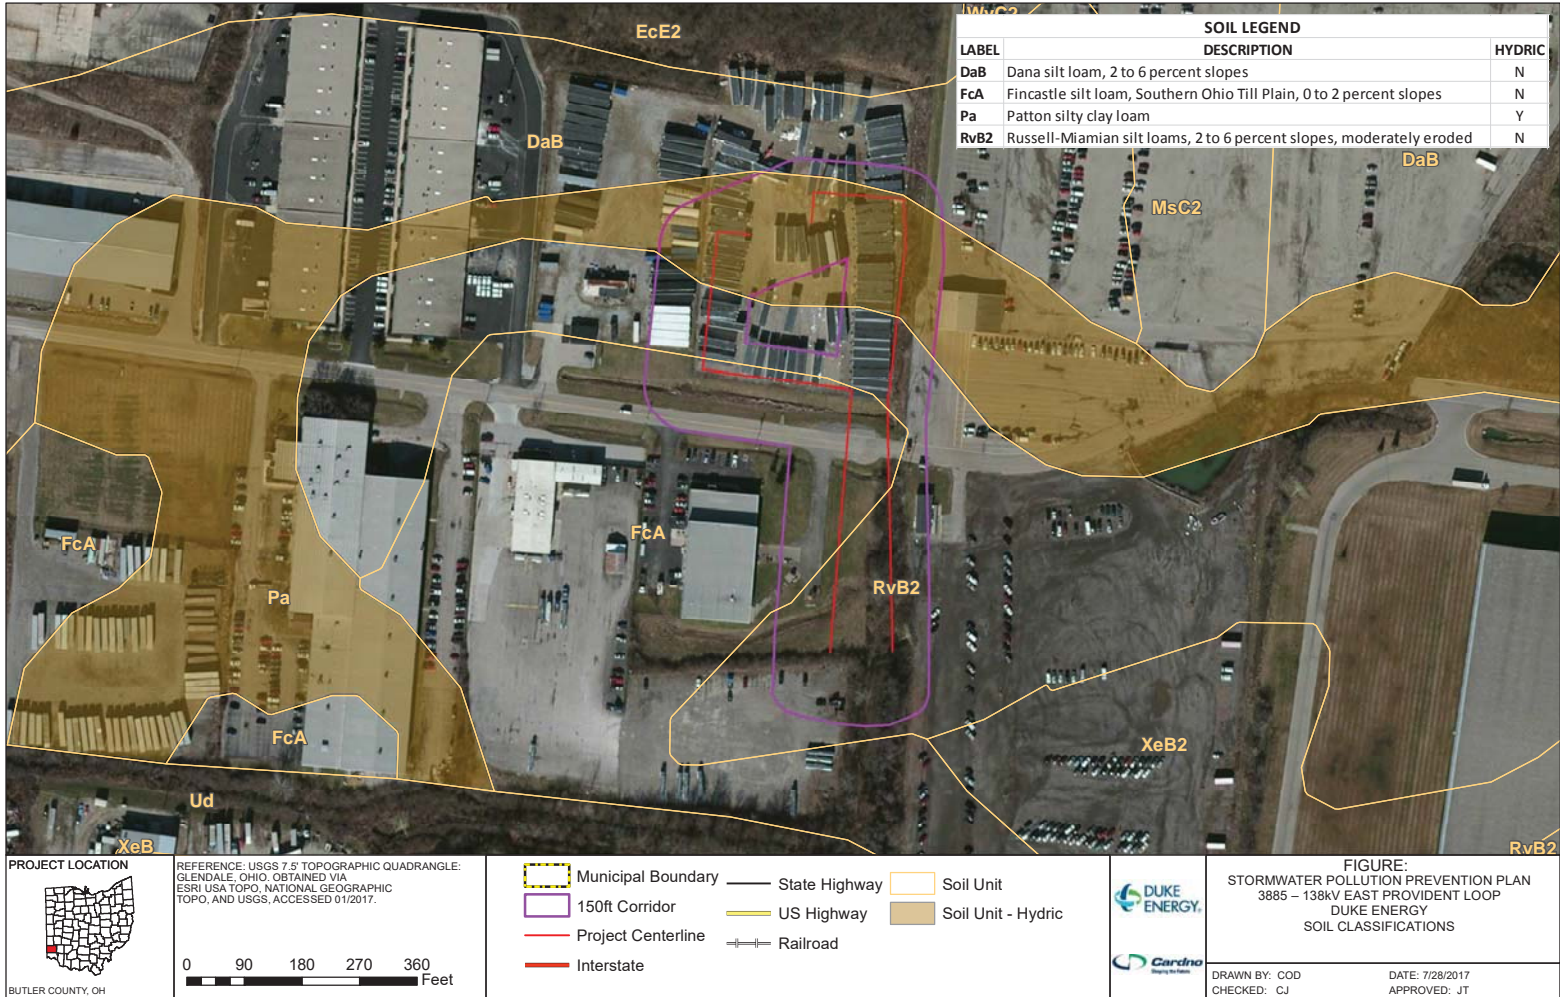 WvC2
EcE2
SOIL LEGEND
LABEL DESCRIPTION HYDRIC
DaB Dana silt loam, 2 to 6 percent slopes N
FcA Fincastle silt loam, Southern Ohio Till Plain, 0 to 2 percent slopes N
Pa Patton silty clay loam Y
RvB2 Russell-Miamian silt loams, 2 to 6 percent slopes, moderately eroded N
DaB
DaB
MsC2
FcA
FcA
RvB2
Pa
FcA
XeB2
Ud
XeB
RvB2
PROJECT LOCATION
BUTLER COUNTY, OH
REFERENCE: USGS 7.5' TOPOGRAPHIC QUADRANGLE:
GLENDALE, OHIO. OBTAINED VIA
ESRI USA TOPO, NATIONAL GEOGRAPHIC
TOPO, AND USGS, ACCESSED 01/2017.
0 90 180 270 360
Feet
Municipal Boundary
150ft Corridor
Project Centerline
Interstate
State Highway
US Highway
Railroad
Soil Unit
Soil Unit - Hydric
DUKE
ENERGY.
Cardno
Shaping the Future
FIGURE:
STORMWATER POLLUTION PREVENTION PLAN
3885 – 138kV EAST PROVIDENT LOOP
DUKE ENERGY
SOIL CLASSIFICATIONS
DRAWN BY: COD DATE: 7/28/2017
CHECKED: CJ APPROVED: JT